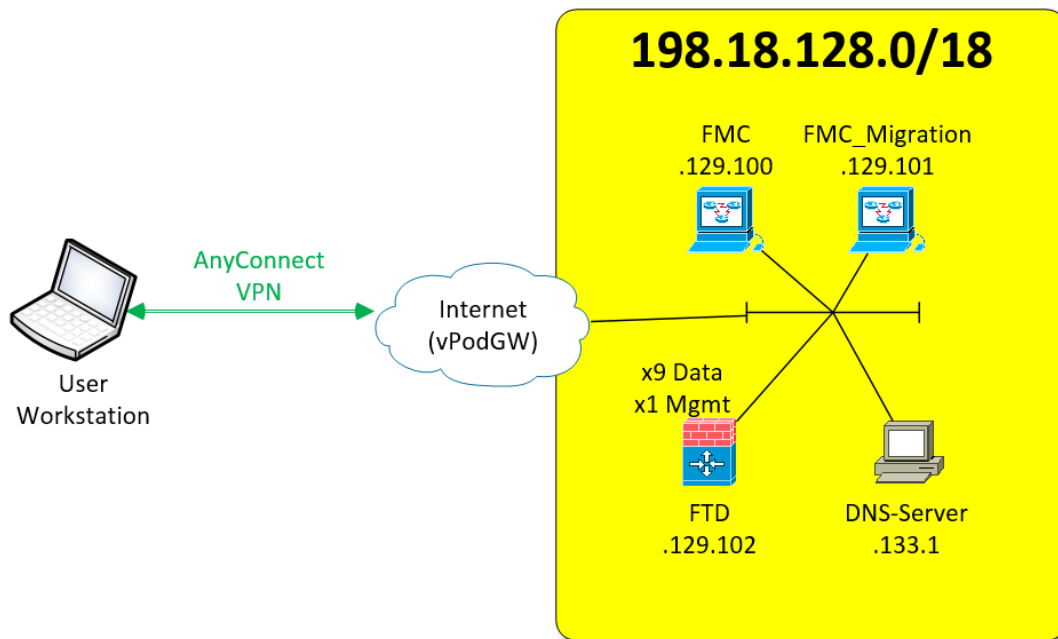 198.18.128.0/18
FMC
.129.100
FMC_Migration
.129.101
AnyConnect
VPN
Internet
(vPodGW)
User
Workstation
x9 Data
x1 Mgmt
FTD
.129.102
DNS-Server
.133.1